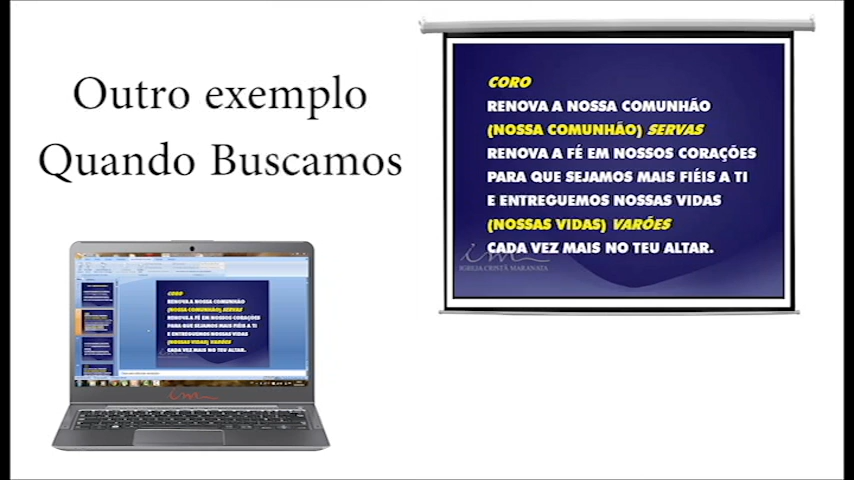 Outro exemplo
Quando Buscamos
CORO
RENOVA A NOSSA COMUNHÃO
(NOSSA COMUNHÃO) SERVAS
RENOVA A FÉ EM NOSSOS CORAÇÕES
PARA QUE SEJAMOS MAIS FIÉIS A TI
E ENTREGUEMOS NOSSAS VIDAS
(NOSSAS VIDAS) VARÕES
CADA VEZ MAIS NO TEU ALTAR.
IGREJA CRISTÃ MARANATA
CORO
RENOVA A NOSSA COMUNHÃO
(NOSSA COMUNHÃO) SERVAS
RENOVA A FÉ EM NOSSOS CORAÇÕES
PARA QUE SEJAMOS MAIS FIÉIS A TI
E ENTREGUEMOS NOSSAS VIDAS
(NOSSAS VIDAS) VARÕES
CADA VEZ MAIS NO TEU ALTAR.